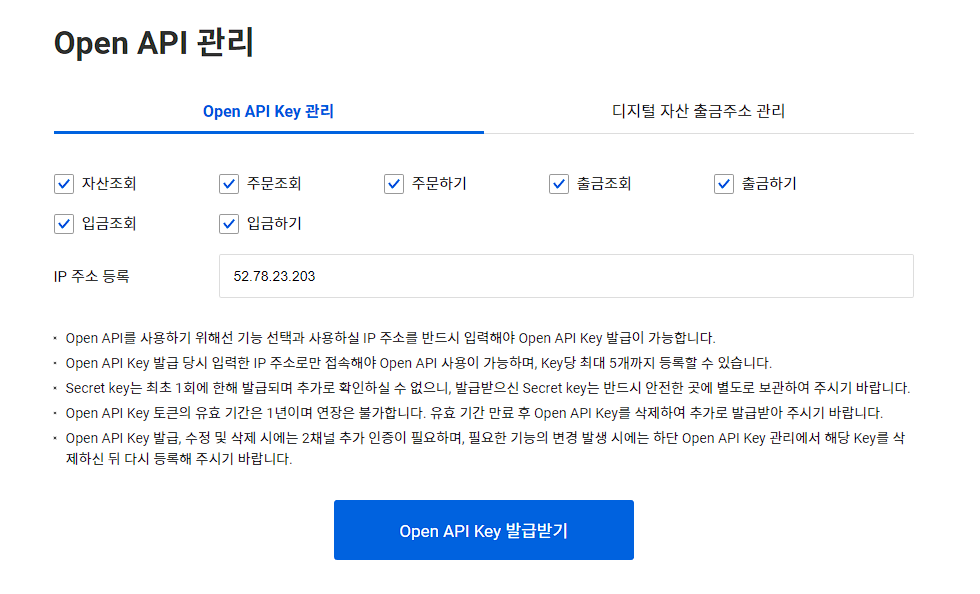 Open API 관리
Open API Key 관리 디지털 자산 출금주소 관리
자산조회 주문조회 주문하기 출금조회 출금하기
입금조회 입금하기
IP 주소 등록 52.78.23.203
· Open API를 사용하기 위해선 기능 선택과 사용하실 IP 주소를 반드시 입력해야 Open API Key 발급이 가능합니다.
· Open API Key 발급 당시 입력한 IP 주소로만 접속해야 Open API 사용이 가능하며, Key당 최대 5개까지 등록할 수 있습니다.
· Secret key는 최초 1회에 한해 발급되며 추가로 확인하실 수 없으니, 발급받으신 Secret key는 반드시 안전한 곳에 별도로 보관하여 주시기 바랍니다.
· Open API Key 토큰의 유효 기간은 1년이며 연장은 불가합니다. 유효 기간 만료 후 Open API Key를 삭제하여 추가로 발급받아 주시기 바랍니다.
· Open API Key 발급, 수정 및 삭제 시에는 2채널 추가 인증이 필요하며, 필요한 기능의 변경 발생 시에는 하단 Open API Key 관리에서 해당 Key를 삭
제하신 뒤 다시 등록해 주시기 바랍니다.
Open API Key 발급받기